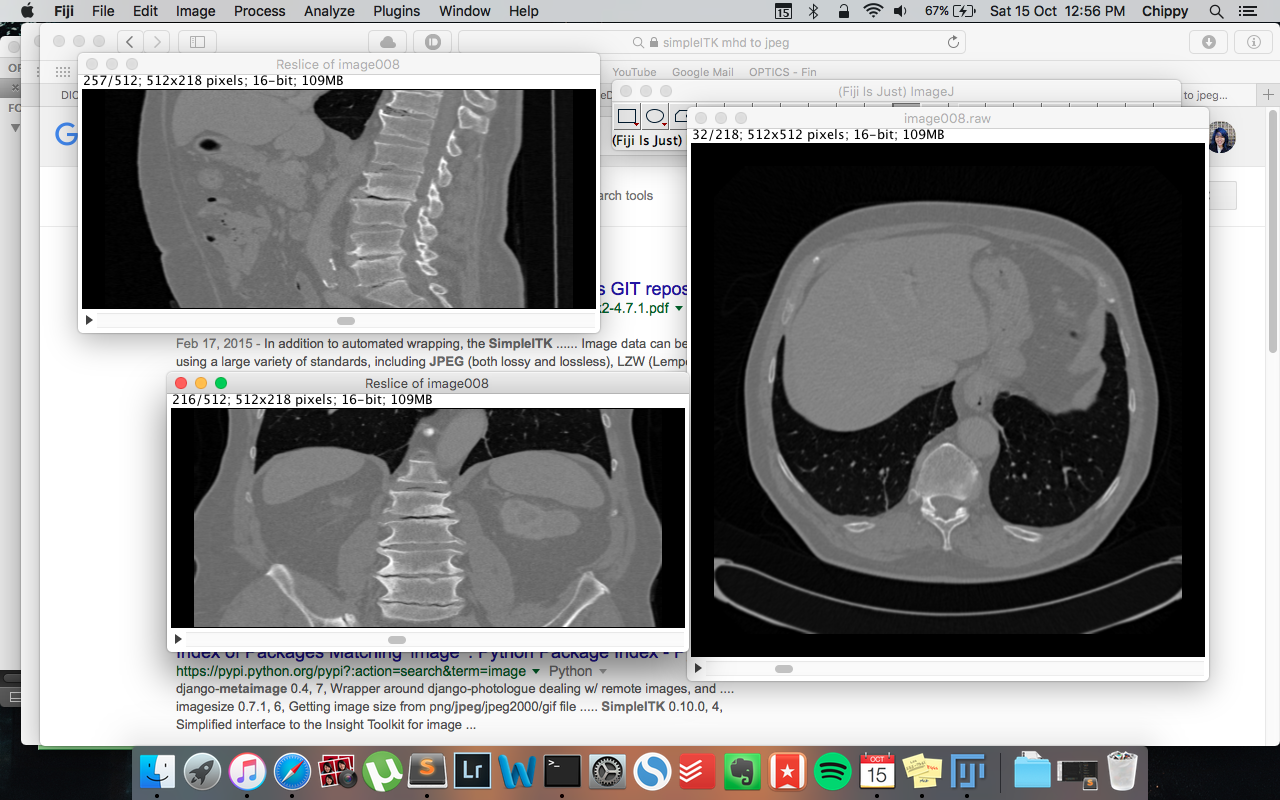 Fiji File Edit Image Process Analyze Plugins Window Help
15 67% Sat 15 Oct 12:56 PM Chippy
simpleITK mhd to jpeg
YouTube Google Mail OPTICS - Fin
to jpeg...
Reslice of image008
257/512; 512x218 pixels; 16-bit; 109MB
(Fiji Is Just) ImageJ
(Fiji Is Just)
image008.raw
32/218; 512x512 pixels; 16-bit; 109MB
arch tools
s GIT repos
k2-4.7.1.pdf
Feb 17, 2015 - In addition to automated wrapping, the SimpleITK ...... Image data can be
using a large variety of standards, including JPEG (both lossy and lossless), LZW (Lempe
Reslice of image008
216/512; 512x218 pixels; 16-bit; 109MB
Index of Packages Matching 'image' : Python Package Index - P
https://pypi.python.org/pypi?:action=search&term=image Python
django-metaimage 0.4, 7, Wrapper around django-photologue dealing w/ remote images, and ....
imagesize 0.7.1, 6, Getting image size from png/jpeg/jpeg2000/gif file ..... SimpleITK 0.10.0, 4,
Simplified interface to the Insight Toolkit for image ...
S Lr W OCT 15